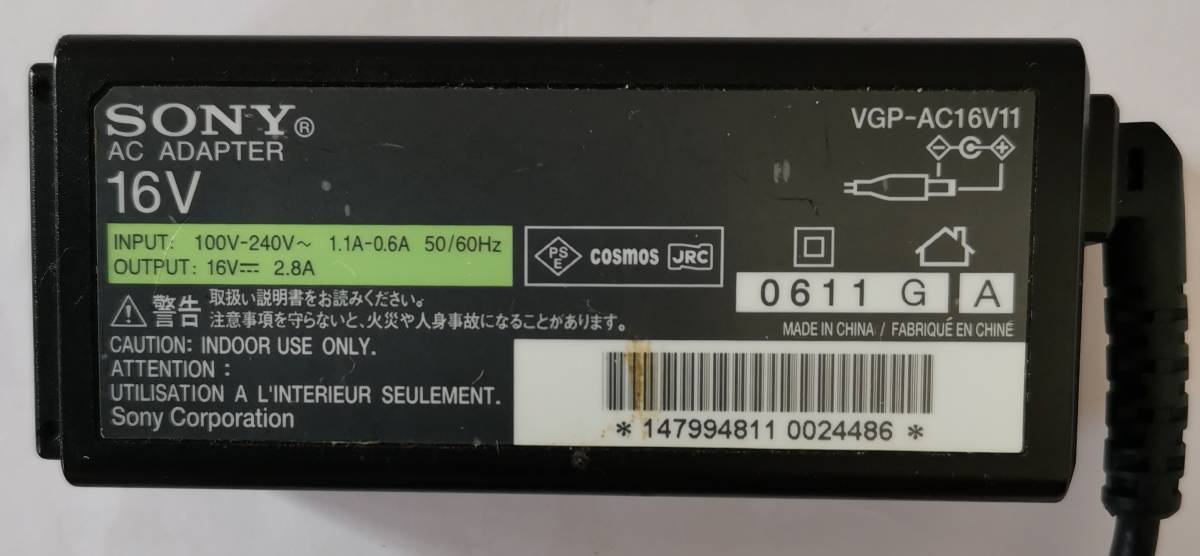 SONY®
AC ADAPTER
16V
VGP-AC16V11
INPUT: 100V-240V~ 1.1A-0.6A 50/60Hz
OUTPUT: 16V⎓ 2.8A
PSE
cosmos
JRC
0611 G A
警告
取扱い説明書をお読みください。
注意事項を守らないと、火災や人身事故になることがあります。
MADE IN CHINA / FABRIQUÉ EN CHINE
CAUTION: INDOOR USE ONLY.
ATTENTION :
UTILISATION A L'INTERIEUR SEULEMENT.
Sony Corporation
* 147994811 0024486 *